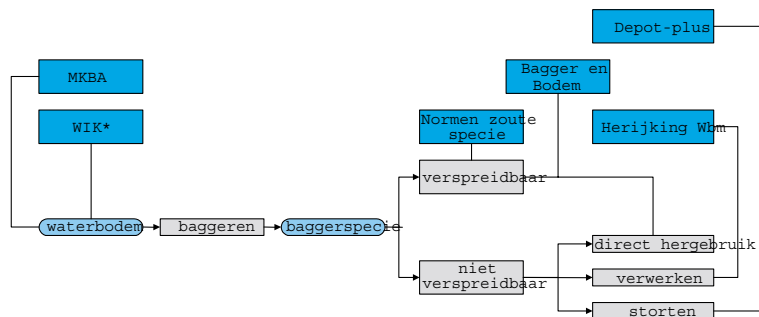 Depot-plus
Bagger en
Bodem
MKBA
WIK*
Normen zoute
specie
Herijking Wbm
verspreidbaar
waterbodem
baggeren
baggerspecie
direct hergebruik
niet
verspreidbaar
verwerken
storten